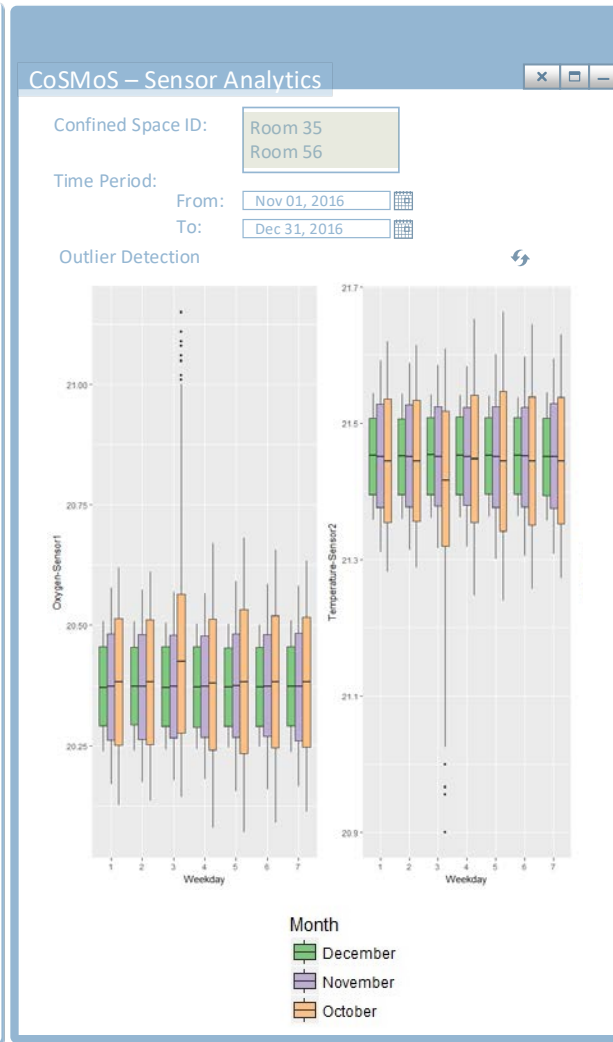 CoSMoS – Sensor Analytics
Confined Space ID:
Room 35
Room 56
Time Period:
From: Nov 01, 2016
To: Dec 31, 2016
Outlier Detection
Oxygen-Sensor1
21.00
20.75
20.50
20.25
1 2 3 4 5 6 7
Weekday
Temperature-Sensor2
21.7
21.5
21.3
21.1
20.9
1 2 3 4 5 6 7
Weekday
Month
December
November
October